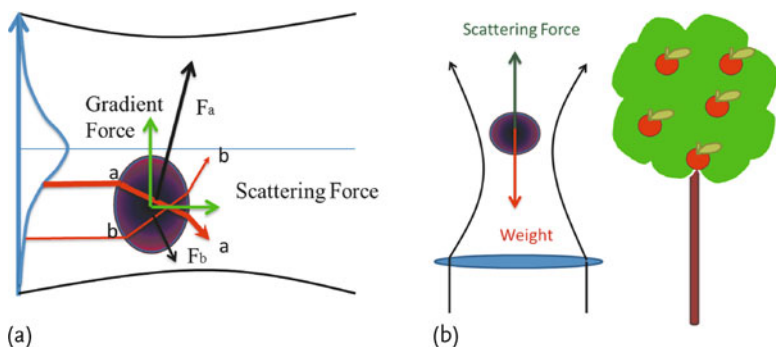 Gradient
Force
Fa
b
a
Scattering Force
b
a
Fb
(a)
(b)
Scattering Force
Weight